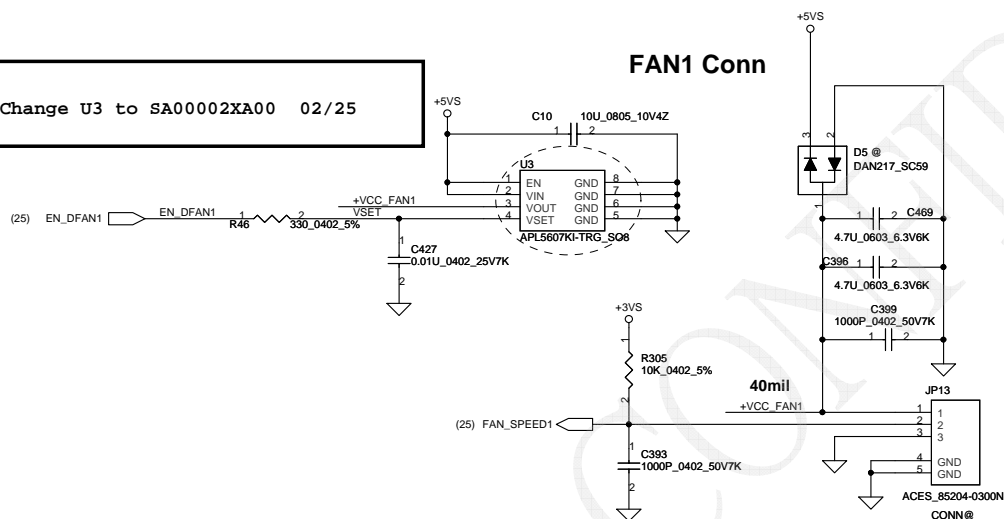 FAN1 Conn
Change U3 to SA00002XA00 02/25
+5VS
+5VS
C10 10U_0805_10V4Z
1 2
3 2
D5 @
DAN217_SC59
1
U3
1 EN GND 8
2 VIN GND 7
3 VOUT GND 6
4 VSET GND 5
APL5607KI-TRG_SO8
+VCC_FAN1
VSET
(25) EN_DFAN1 EN_DFAN1
1 2
R46 330_0402_5%
1
C427
0.01U_0402_25V7K
2
1 2 C469
4.7U_0603_6.3V6K
C396 1 2
4.7U_0603_6.3V6K
C399
1000P_0402_50V7K
1 2
+3VS
1
R305
10K_0402_5%
2
40mil
+VCC_FAN1
JP13
1 1
2 2
3 3
4 GND
5 GND
ACES_85204-0300N
CONN@
(25) FAN_SPEED1
1
C393
1000P_0402_50V7K
2